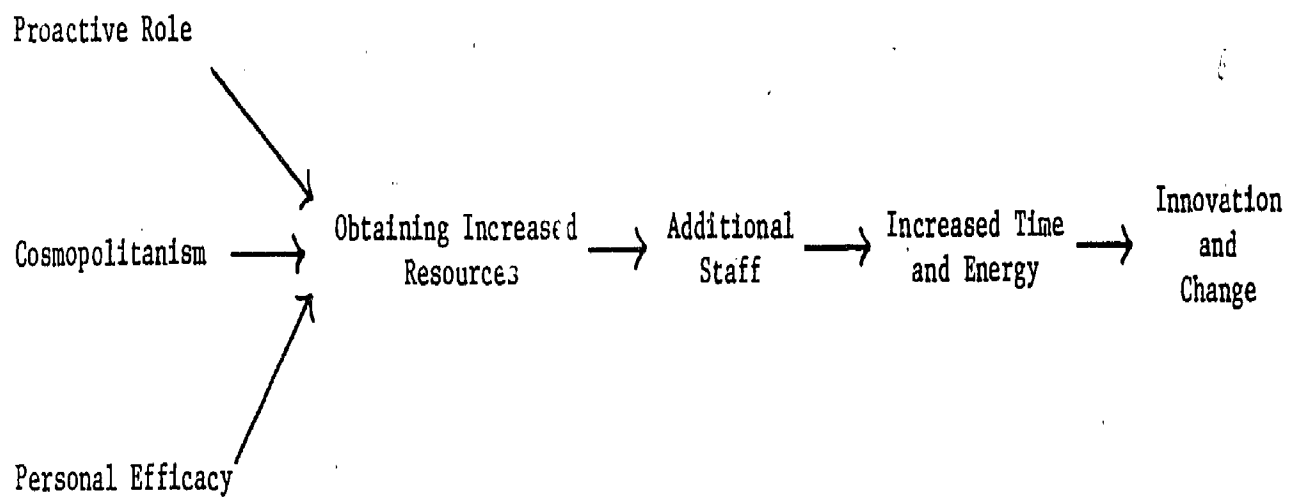 Proactive Role
Cosmopolitanism
Personal Efficacy
Obtaining Increased
Resources
Additional
Staff
Increased Time
and Energy
Innovation
and
Change